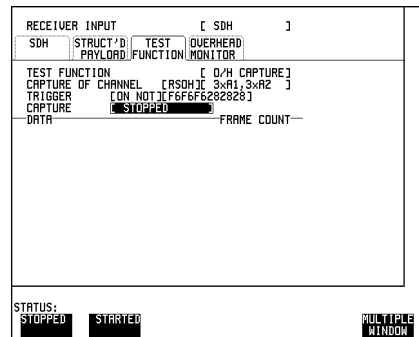 RECEIVER INPUT [ SDH ]
SDH STRUCT'D PAYLOAD TEST FUNCTION OVERHEAD MONITOR
TEST FUNCTION [ O/H CAPTURE]
CAPTURE OF CHANNEL [RSOH][ 3xA1,3xA2 ]
TRIGGER [ON NOT][F6F6F6282828]
CAPTURE [ STOPPED ]
DATA FRAME COUNT
STATUS:
STOPPED STARTED MULTIPLE WINDOW